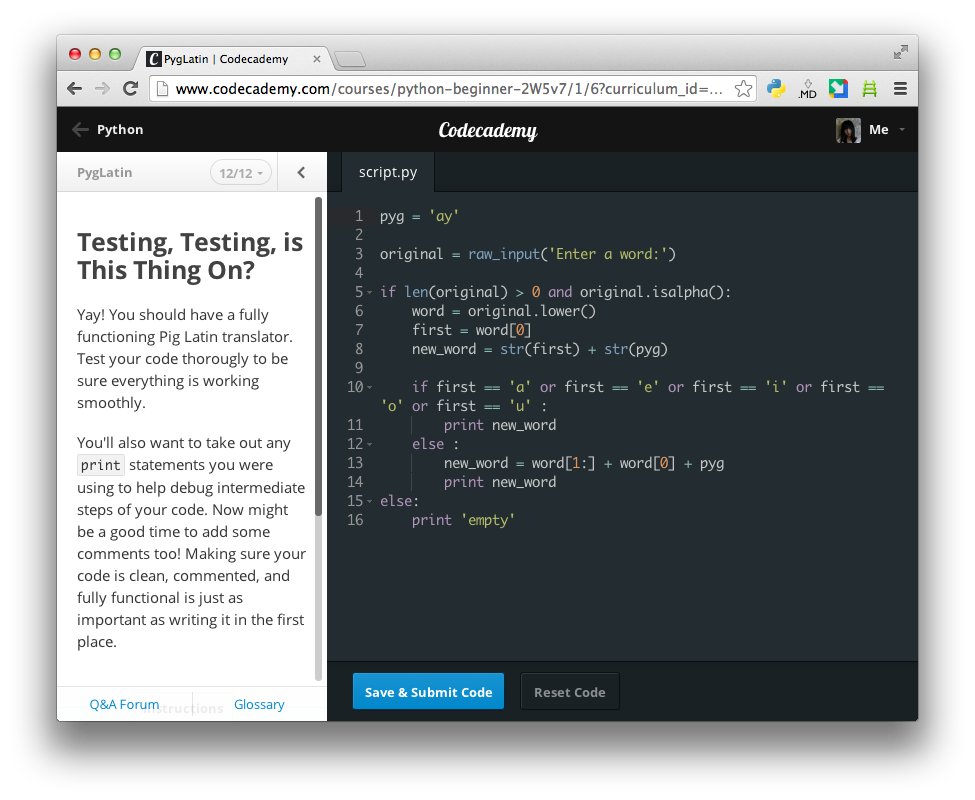 PygLatin | Codecademy
www.codecademy.com/courses/python-beginner-2W5v7/1/6?curriculum_id=...
.MD
Python
Codecademy
Me
PygLatin
12/12
script.py
Testing, Testing, is
This Thing On?
Yay! You should have a fully
functioning Pig Latin translator.
Test your code thorougly to be
sure everything is working
smoothly.
You'll also want to take out any
print statements you were
using to help debug intermediate
steps of your code. Now might
be a good time to add some
comments too! Making sure your
code is clean, commented, and
fully functional is just as
important as writing it in the first
place.
Instructions
Q&A Forum
Glossary
1 pyg = 'ay'
2
3 original = raw_input('Enter a word:')
4
5 if len(original) > 0 and original.isalpha():
6     word = original.lower()
7     first = word[0]
8     new_word = str(first) + str(pyg)
9
10     if first == 'a' or first == 'e' or first == 'i' or first ==
'o' or first == 'u' :
11         print new_word
12     else :
13         new_word = word[1:] + word[0] + pyg
14         print new_word
15 else:
16     print 'empty'
Save & Submit Code
Reset Code